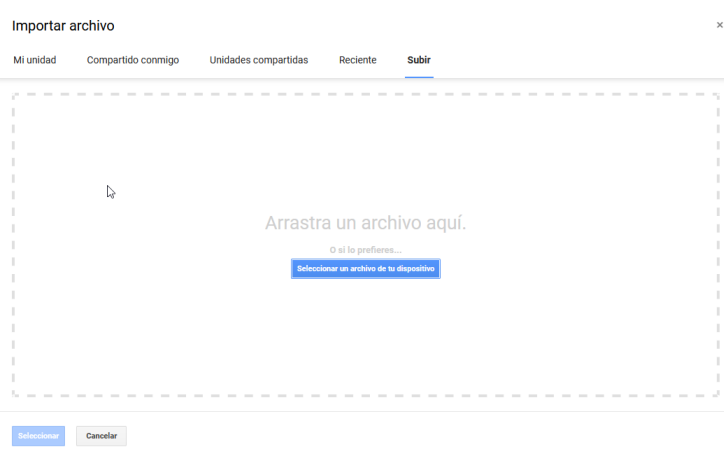 Importar archivo
×
Mi unidad Compartido conmigo Unidades compartidas Reciente Subir
Arrastra un archivo aquí.
O si lo prefieres...
Seleccionar un archivo de tu dispositivo
Seleccionar Cancelar